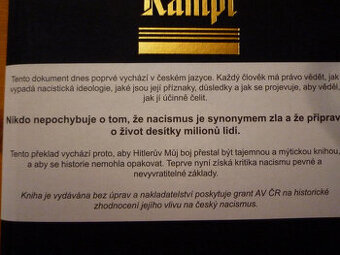 Kampf
Tento dokument dnes poprvé vychází v českém jazyce. Každý člověk má právo vědět, jak
vypadá nacistická ideologie, jaké jsou její příznaky, důsledky a jak se projevuje, aby věděl,
jak jí účinně čelit.
Nikdo nepochybuje o tom, že nacismus je synonymem zla a že připrav
o život desítky milionů lidí.
Tento překlad vychází proto, aby Hitlerův Můj boj přestal být tajemnou a mýtickou knihou,
a aby se historie nemohla opakovat. Teprve nyní získá kritika nacismu pevné a
nevyvratitelné základy.
Kniha je vydávána bez úprav a nakladatelství poskytuje grant AV ČR na historické
zhodnocení jejího vlivu na český nacismus.